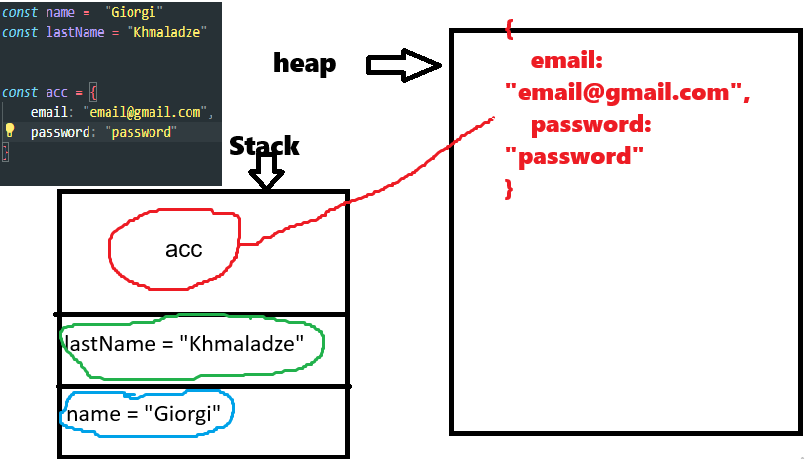 const name = "Giorgi"
const lastName = "Khmaladze"
const acc = {
email: "email@gmail.com",
password: "password"
}
heap
{
email:
"email@gmail.com",
password:
"password"
}
Stack
acc
lastName = "Khmaladze"
name = "Giorgi"